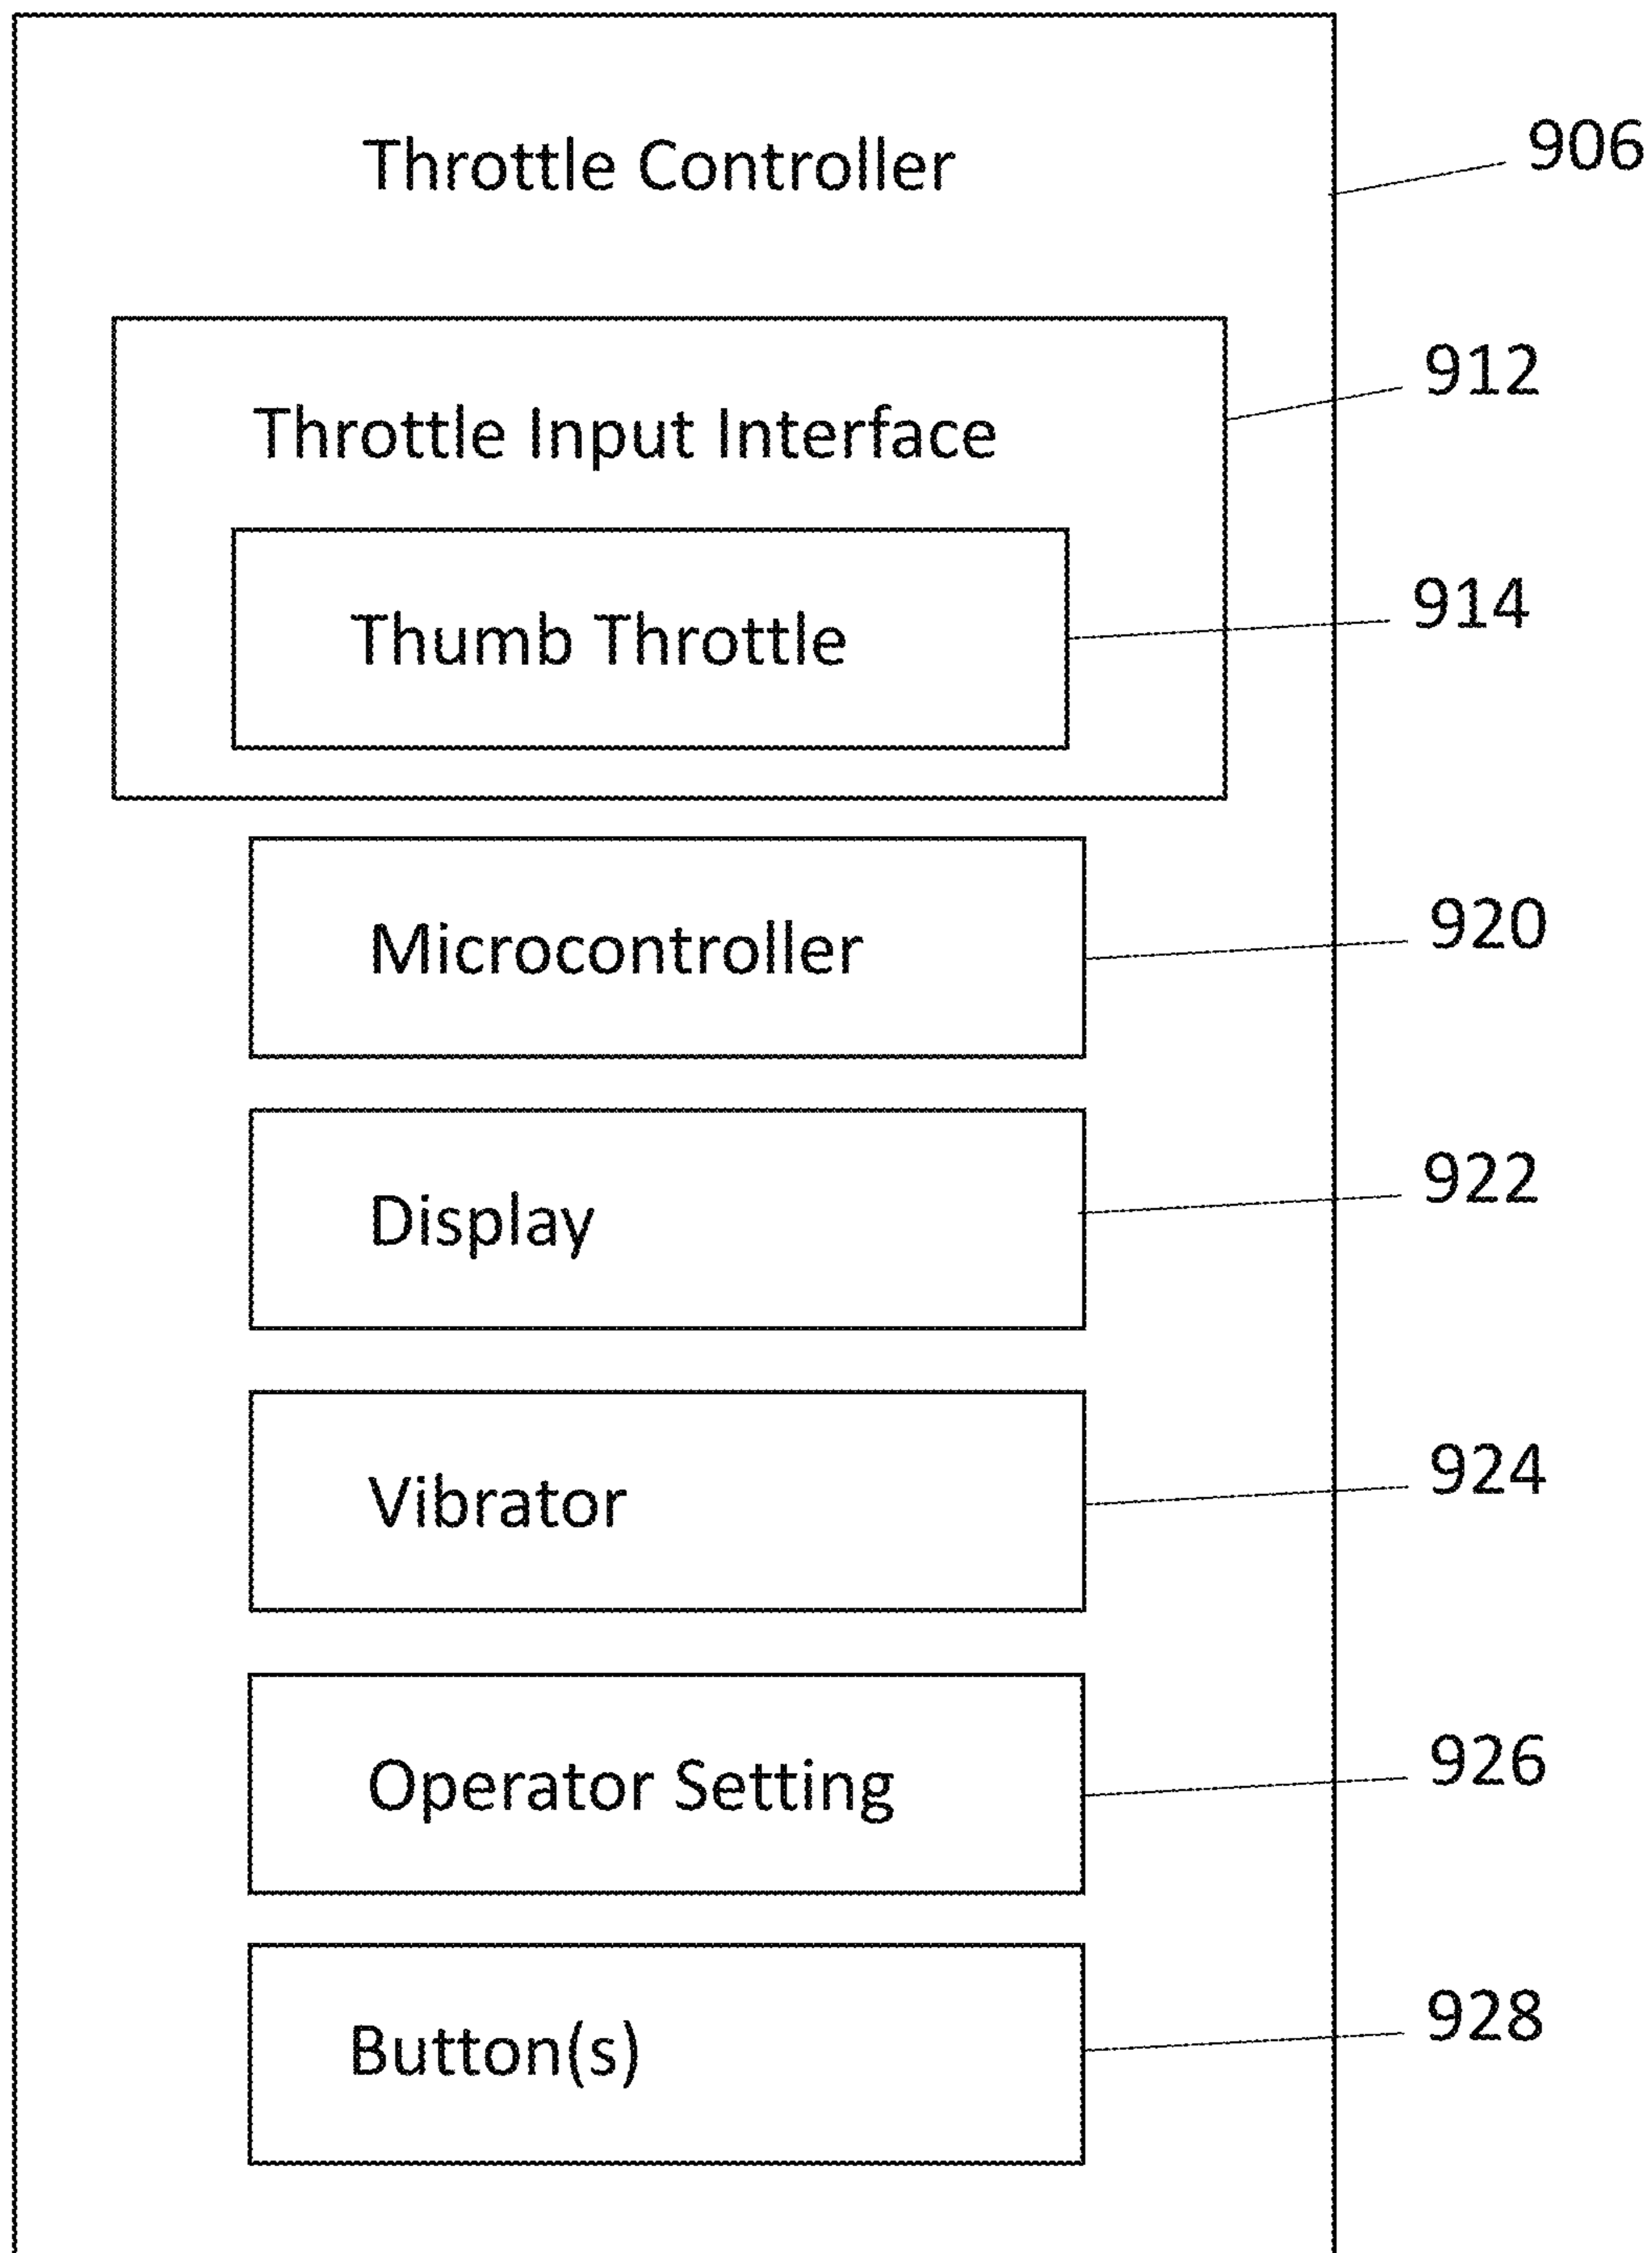 Throttle Controller
906
912
Throttle Input Interface
914
Thumb Throttle
920
Microcontroller
922
Display
924
Vibrator
926
Operator Setting
928
Button(s)